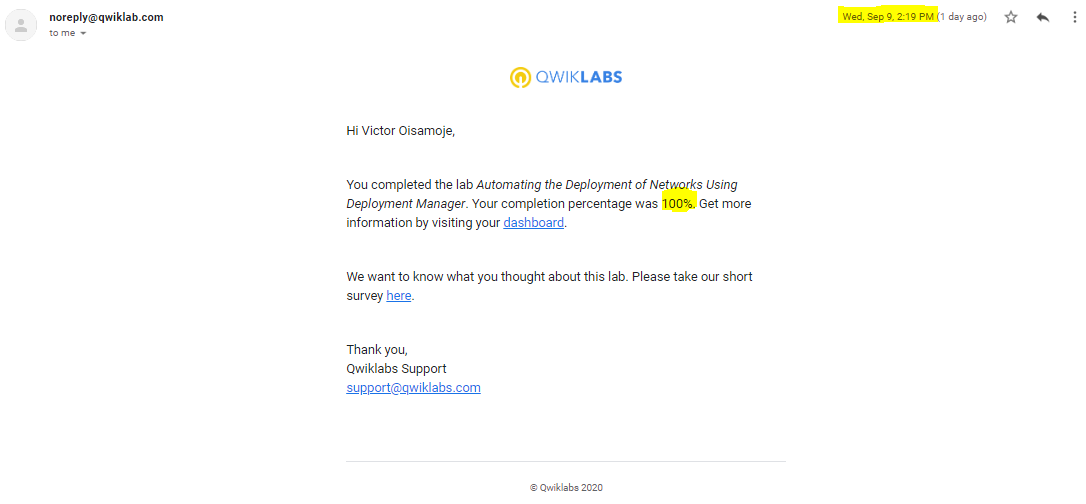 noreply@qwiklab.com
Wed, Sep 9, 2:19 PM (1 day ago)
to me
QWIKLABS
Hi Victor Oisamoje,
You completed the lab Automating the Deployment of Networks Using
Deployment Manager. Your completion percentage was 100%. Get more
information by visiting your dashboard.
We want to know what you thought about this lab. Please take our short
survey here.
Thank you,
Qwiklabs Support
support@qwiklabs.com
© Qwiklabs 2020